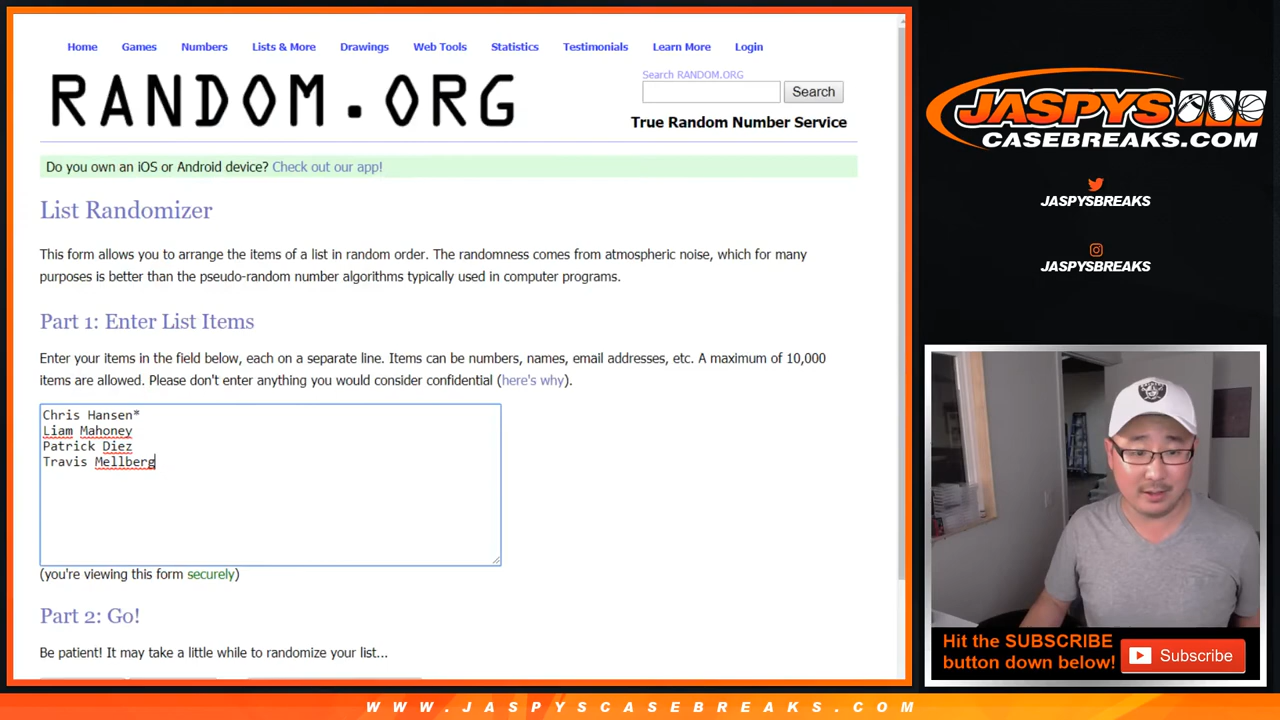 Home Games Numbers Lists & More Drawings Web Tools Statistics Testimonials Learn More Login
RANDOM.ORG
Search RANDOM.ORG
Search
True Random Number Service
Do you own an iOS or Android device? Check out our app!
List Randomizer
This form allows you to arrange the items of a list in random order. The randomness comes from atmospheric noise, which for many
purposes is better than the pseudo-random number algorithms typically used in computer programs.
Part 1: Enter List Items
Enter your items in the field below, each on a separate line. Items can be numbers, names, email addresses, etc. A maximum of 10,000
items are allowed. Please don't enter anything you would consider confidential (here's why).
Chris Hansen*
Liam Mahoney
Patrick Diez
Travis Mellberg
(you're viewing this form securely)
Part 2: Go!
Be patient! It may take a little while to randomize your list...
JASPYS
CASEBREAKS.COM
JASPYSBREAKS
JASPYSBREAKS
Hit the SUBSCRIBE
button down below!
Subscribe
WWW.JASPYSCASEBREAKS.COM